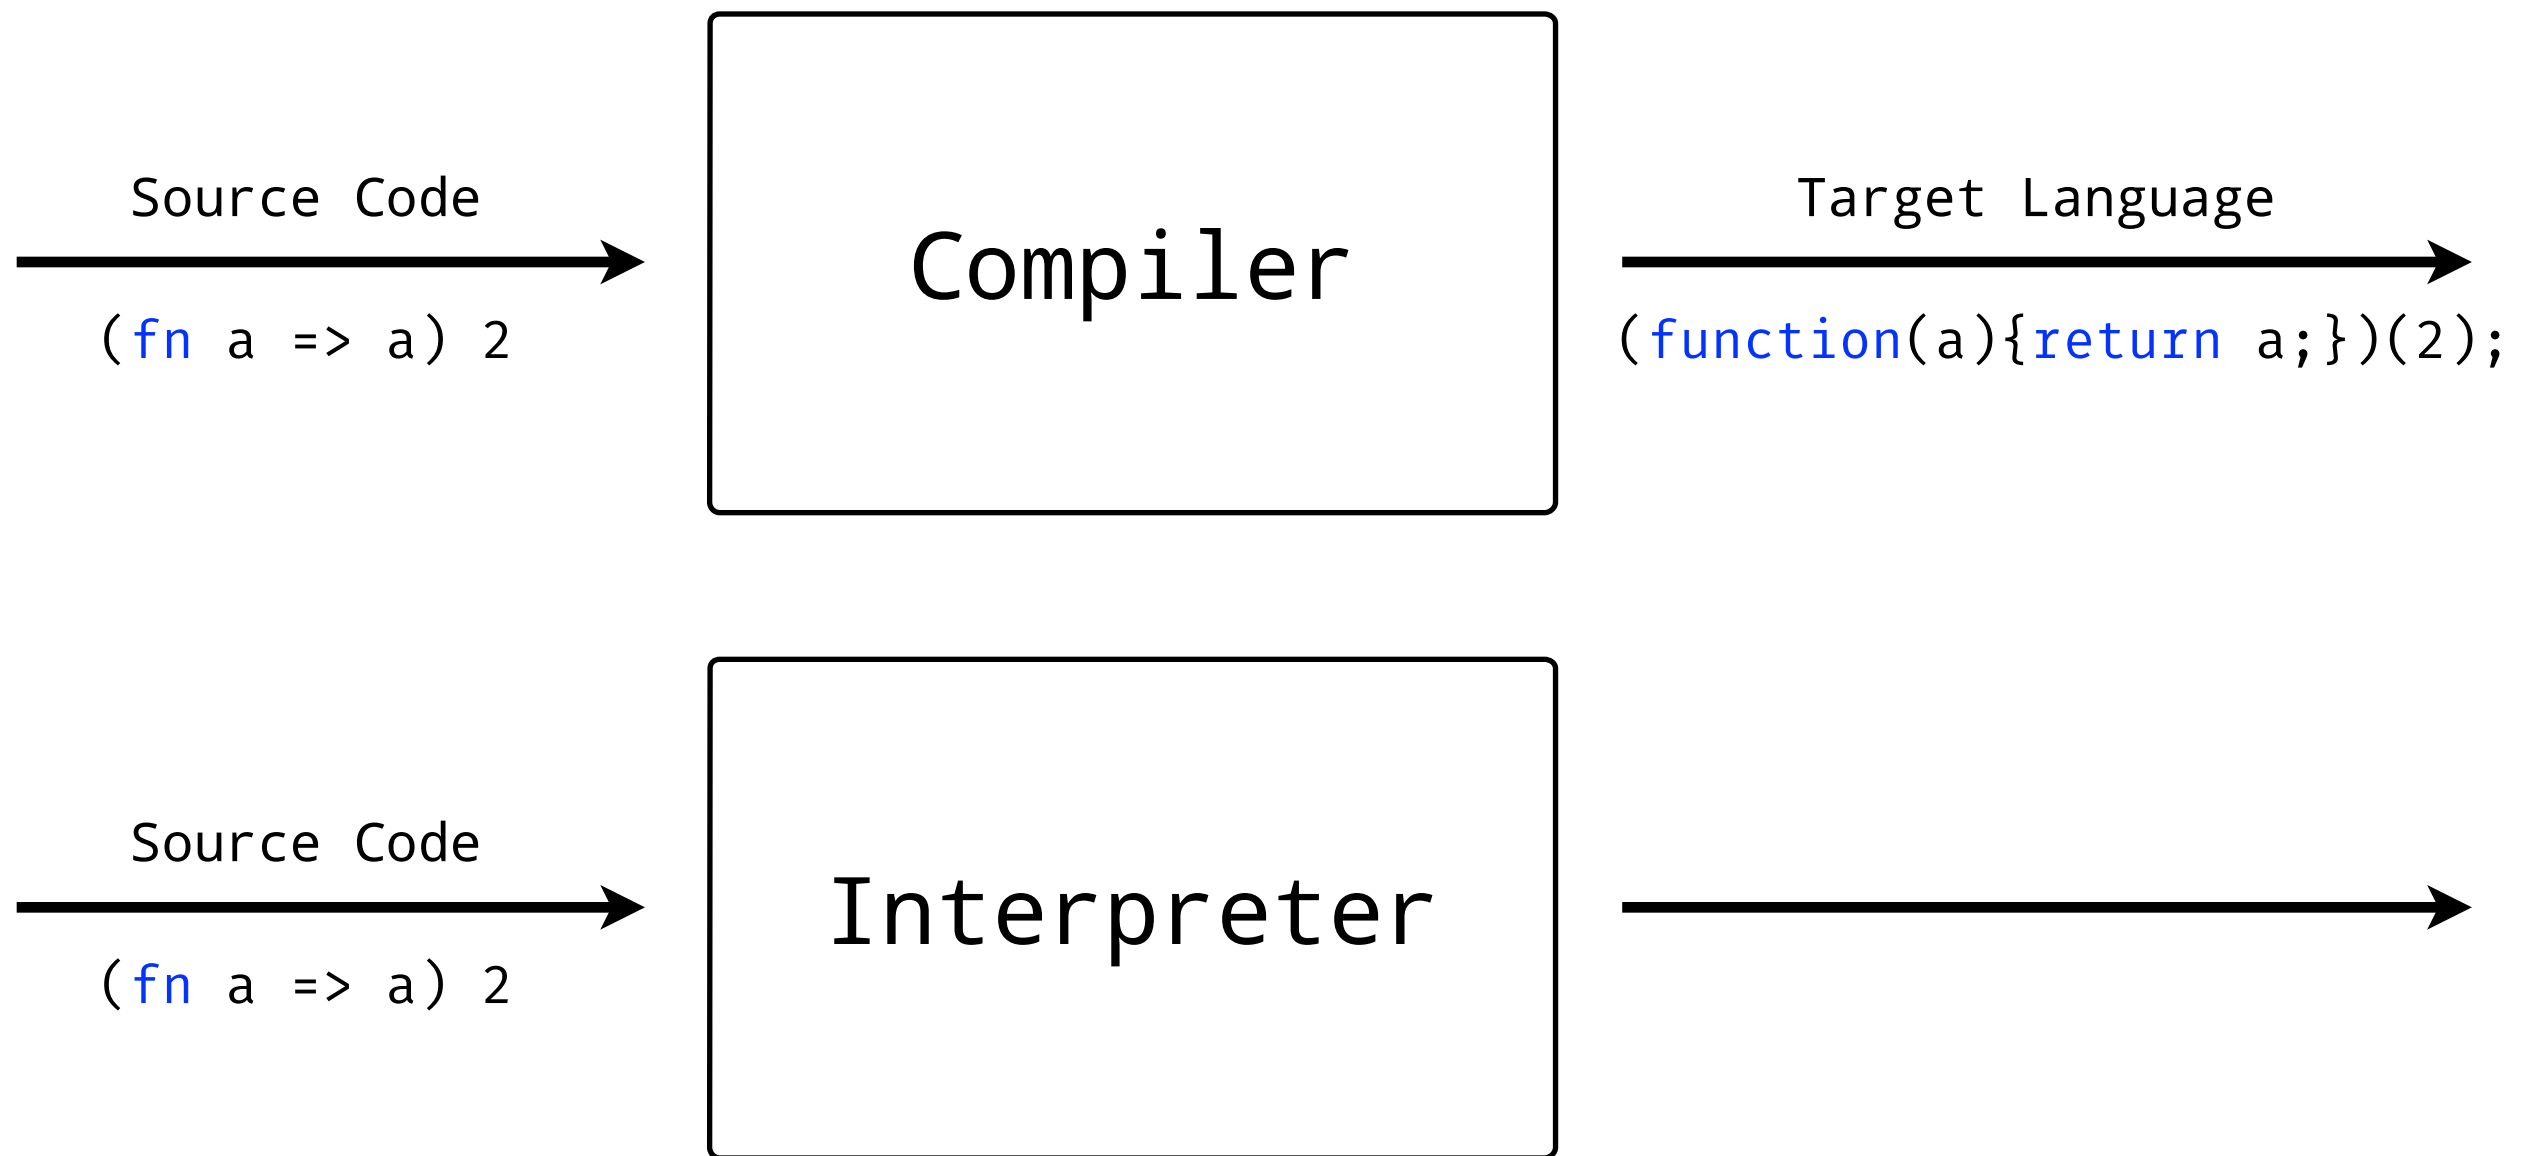 Source Code
(fn a => a) 2
Compiler
Target Language
(function(a){return a;})(2);
Source Code
(fn a => a) 2
Interpreter